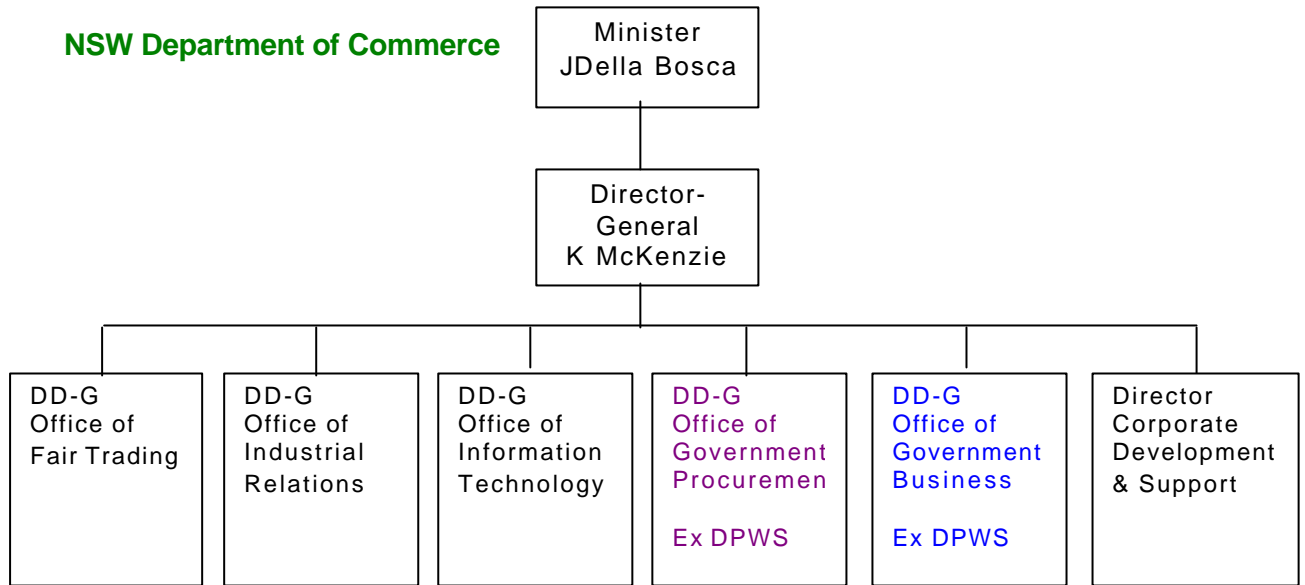 NSW Department of Commerce
Minister
JDella Bosca
Director-
General
K McKenzie
DD-G
Office of
Fair Trading
DD-G
Office of
Industrial
Relations
DD-G
Office of
Information
Technology
DD-G
Office of
Government
Procuremen
Ex DPWS
DD-G
Office of
Government
Business
Ex DPWS
Director
Corporate
Development
& Support